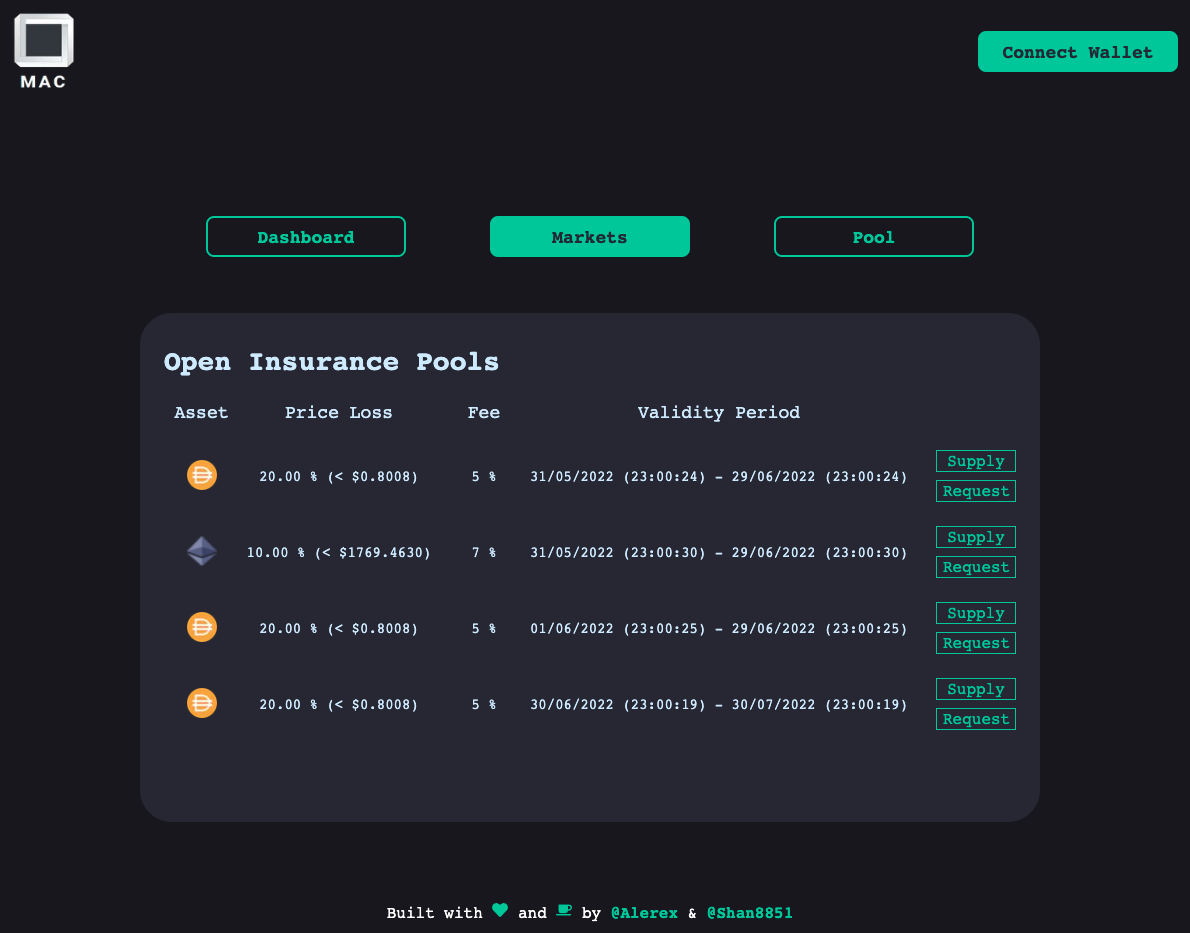 MAC
Connect Wallet
Dashboard Markets Pool
Open Insurance Pools
Asset Price Loss Fee Validity Period
20.00 % (< $0.8008) 5 % 31/05/2022 (23:00:24) - 29/06/2022 (23:00:24) Supply
Request
10.00 % (< $1769.4630) 7 % 31/05/2022 (23:00:30) - 29/06/2022 (23:00:30) Supply
Request
20.00 % (< $0.8008) 5 % 01/06/2022 (23:00:25) - 29/06/2022 (23:00:25) Supply
Request
20.00 % (< $0.8008) 5 % 30/06/2022 (23:00:19) - 30/07/2022 (23:00:19) Supply
Request
Built with and by @Alerex & @Shan8851